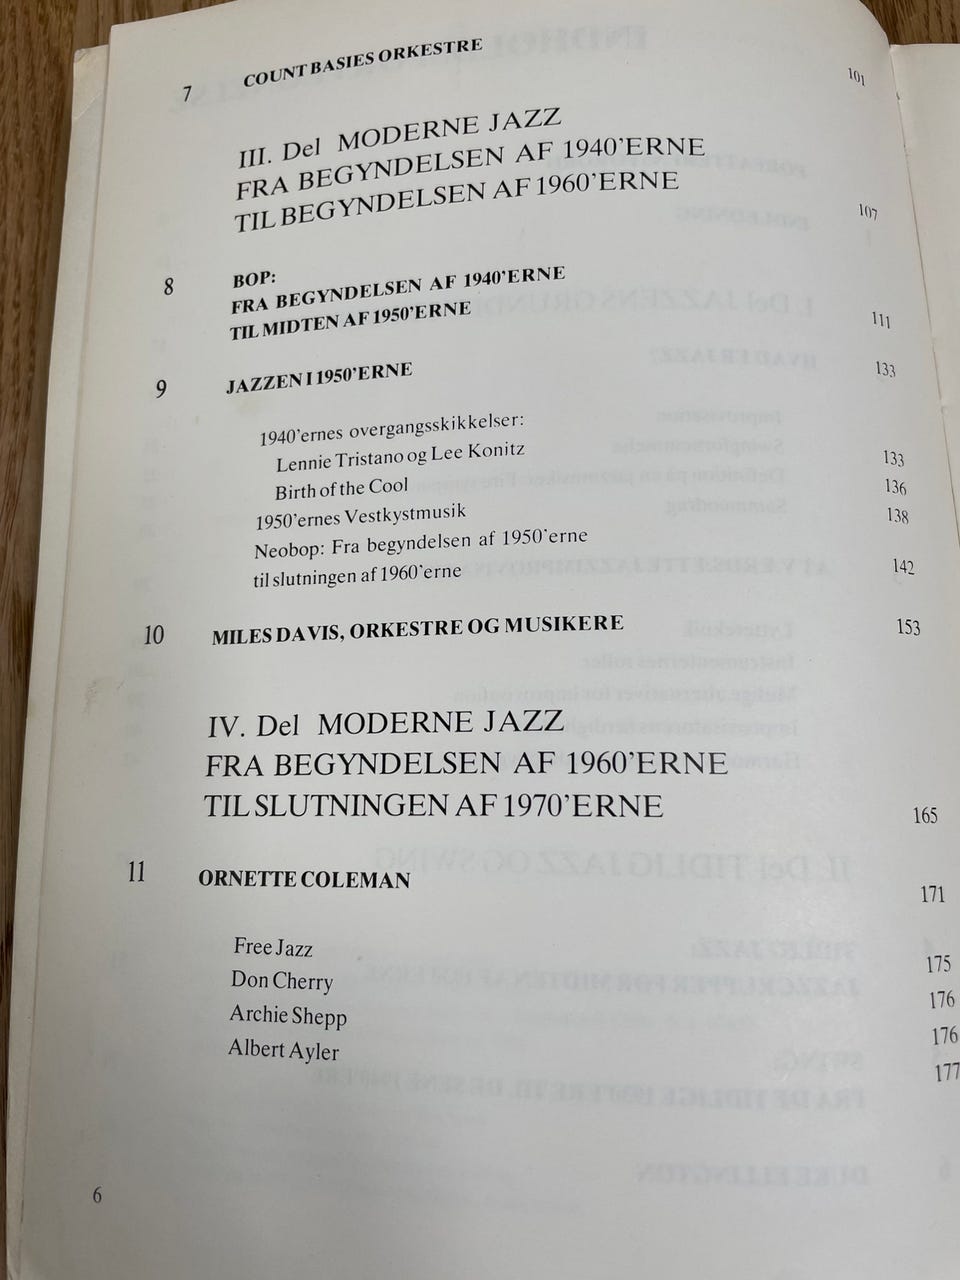 7 COUNT BASIES ORKESTRE 101
III. Del MODERNE JAZZ
FRA BEGYNDELSEN AF 1940'ERNE
TIL BEGYNDELSEN AF 1960'ERNE 107
8 BOP:
FRA BEGYNDELSEN AF 1940'ERNE
TIL MIDTEN AF 1950'ERNE 111
9 JAZZEN I 1950'ERNE 133
1940'ernes overgangsskikkelser:
Lennie Tristano og Lee Konitz 133
Birth of the Cool 136
1950'ernes Vestkystmusik 138
Neobop: Fra begyndelsen af 1950'erne
til slutningen af 1960'erne 142
10 MILES DAVIS, ORKESTRE OG MUSIKERE 153
IV. Del MODERNE JAZZ
FRA BEGYNDELSEN AF 1960'ERNE
TIL SLUTNINGEN AF 1970'ERNE 165
11 ORNETTE COLEMAN 171
Free Jazz 175
Don Cherry 176
Archie Shepp 176
Albert Ayler 177
6